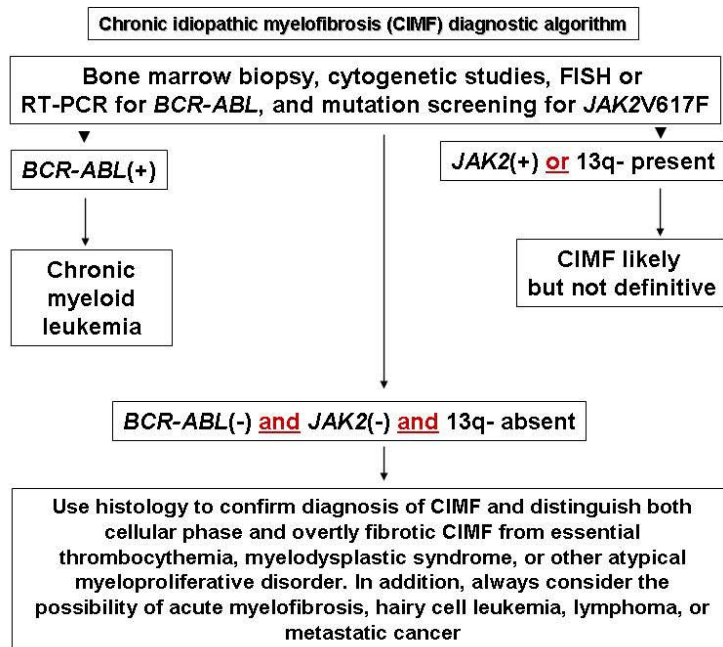 Chronic idiopathic myelofibrosis (CIMF) diagnostic algorithm
Bone marrow biopsy, cytogenetic studies, FISH or
RT-PCR for BCR-ABL, and mutation screening for JAK2V617F
BCR-ABL(+)
JAK2(+) or 13q- present
Chronic
myeloid
leukemia
CIMF likely
but not definitive
BCR-ABL(-) and JAK2(-) and 13q- absent
Use histology to confirm diagnosis of CIMF and distinguish both
cellular phase and overtly fibrotic CIMF from essential
thrombocythemia, myelodysplastic syndrome, or other atypical
myeloproliferative disorder. In addition, always consider the
possibility of acute myelofibrosis, hairy cell leukemia, lymphoma, or
metastatic cancer